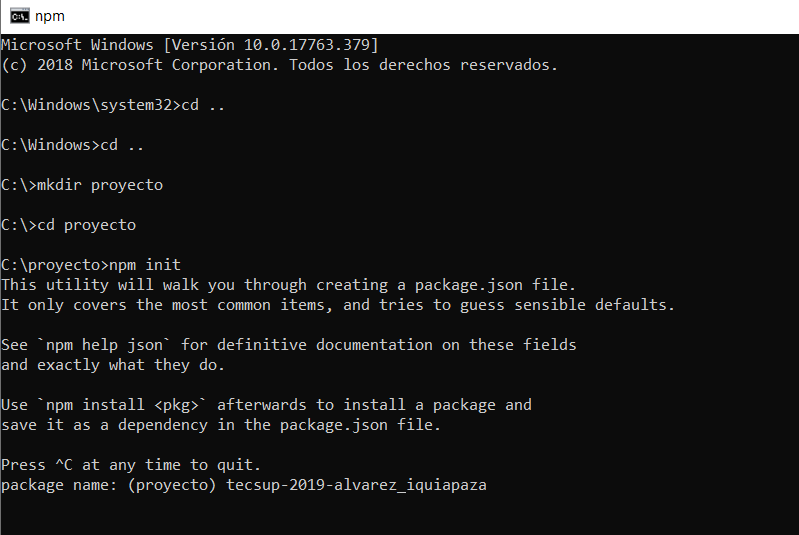 npm
Microsoft Windows [Versión 10.0.17763.379]
(c) 2018 Microsoft Corporation. Todos los derechos reservados.
C:\Windows\system32>cd ..
C:\Windows>cd ..
C:\>mkdir proyecto
C:\>cd proyecto
C:\proyecto>npm init
This utility will walk you through creating a package.json file.
It only covers the most common items, and tries to guess sensible defaults.
See `npm help json` for definitive documentation on these fields
and exactly what they do.
Use `npm install <pkg>` afterwards to install a package and
save it as a dependency in the package.json file.
Press ^C at any time to quit.
package name: (proyecto) tecsup-2019-alvarez_iquiapaza